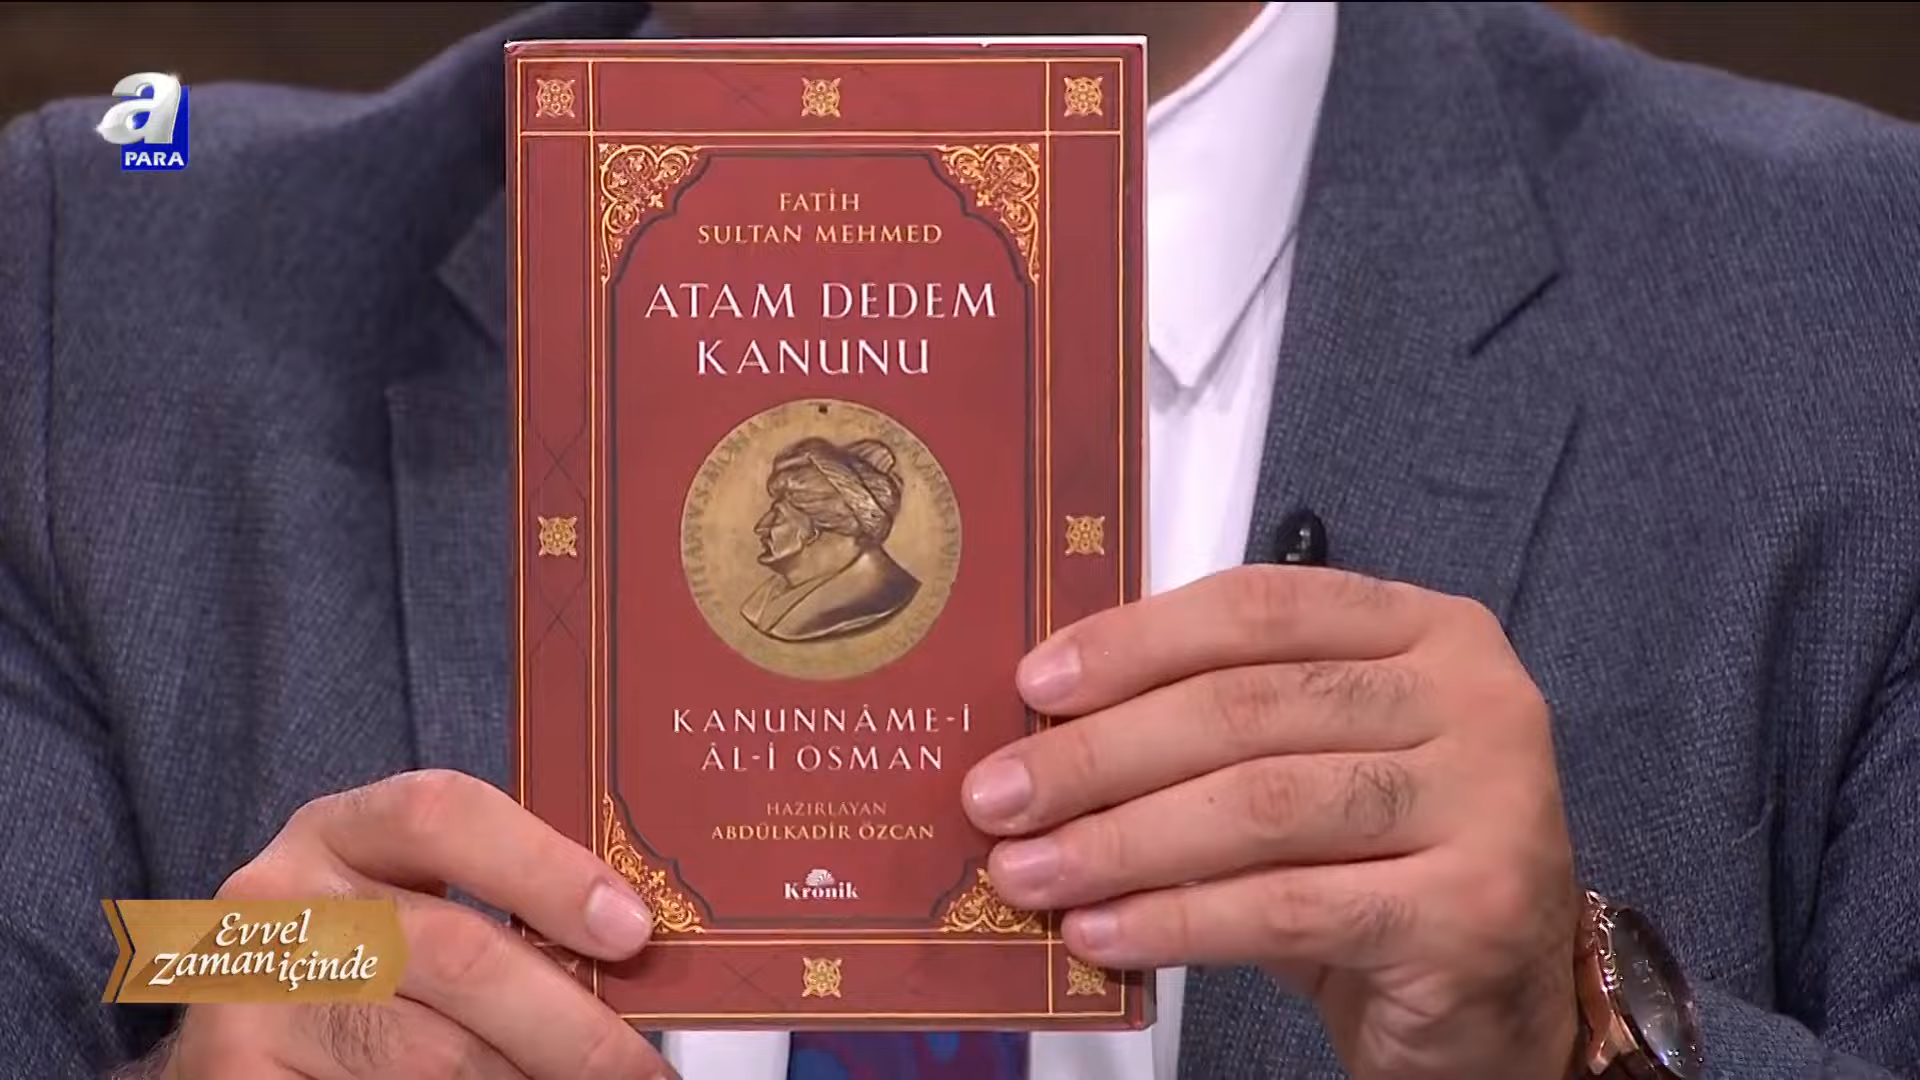 a
PARA
FATİH
SULTAN MEHMED
ATAM DEDEM
KANUNU
KANUNNÂME-İ
ÂL-İ OSMAN
HAZIRLAYAN
ABDÜLKADİR ÖZCAN
Kronik
Evvel
zaman içinde